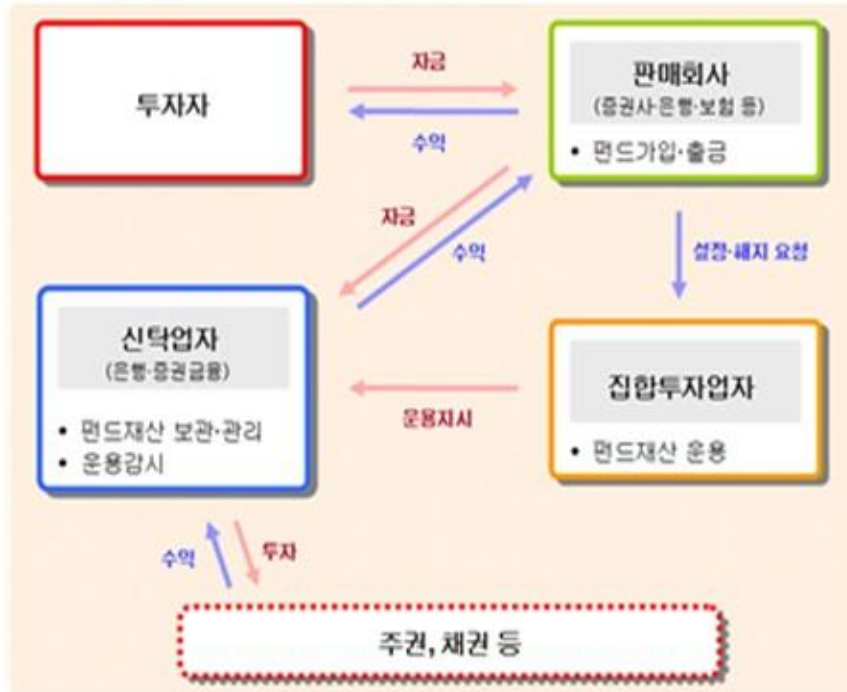 투자자
자금
수익
판매회사
(증권사·은행·보험 등)
• 펀드가입·출금
자금
수익
설정·해지 요청
신탁업자
(은행·증권금융)
• 펀드재산 보관·관리
• 운용감시
운용지시
집합투자업자
• 펀드재산 운용
수익
투자
주권, 채권 등